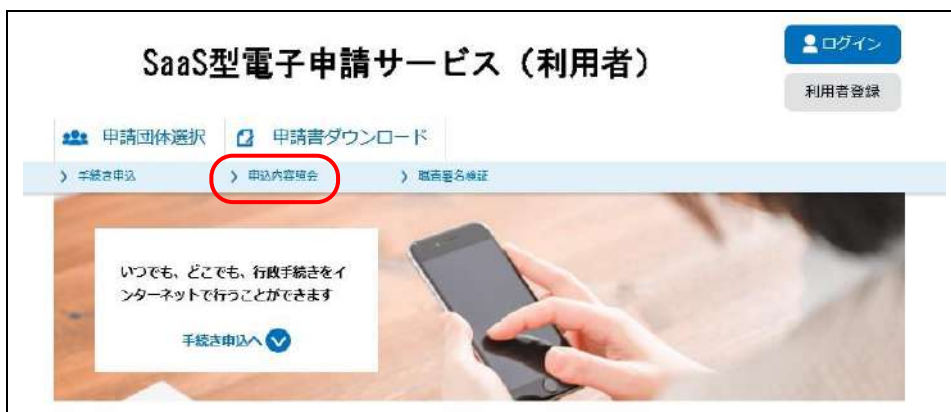 SaaS型電子申請サービス（利用者）
ログイン
利用者登録
申請団体選択
申請書ダウンロード
手続き申込
申込内容照会
職責署名検証
いつでも、どこでも、行政手続きをイ
ンターネットで行うことができます
手続き申込へ